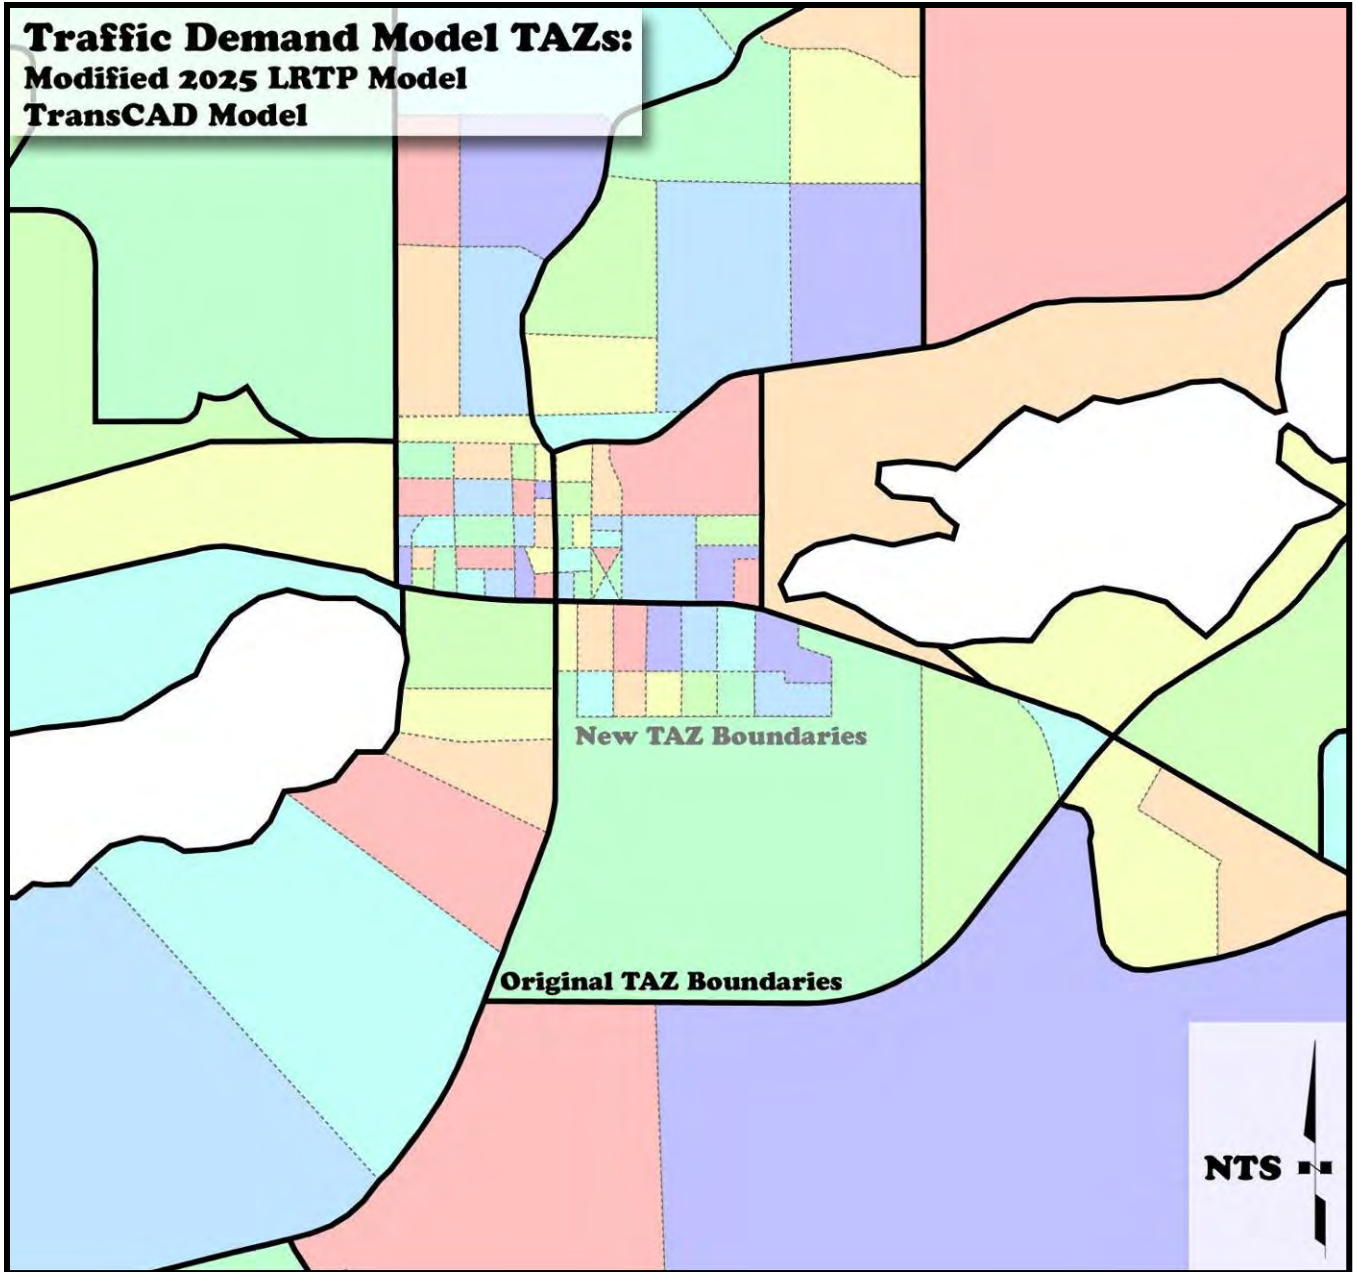 Traffic Demand Model TAZs:
Modified 2025 LRTP Model
TransCAD Model
New TAZ Boundaries
Original TAZ Boundaries
NTS N